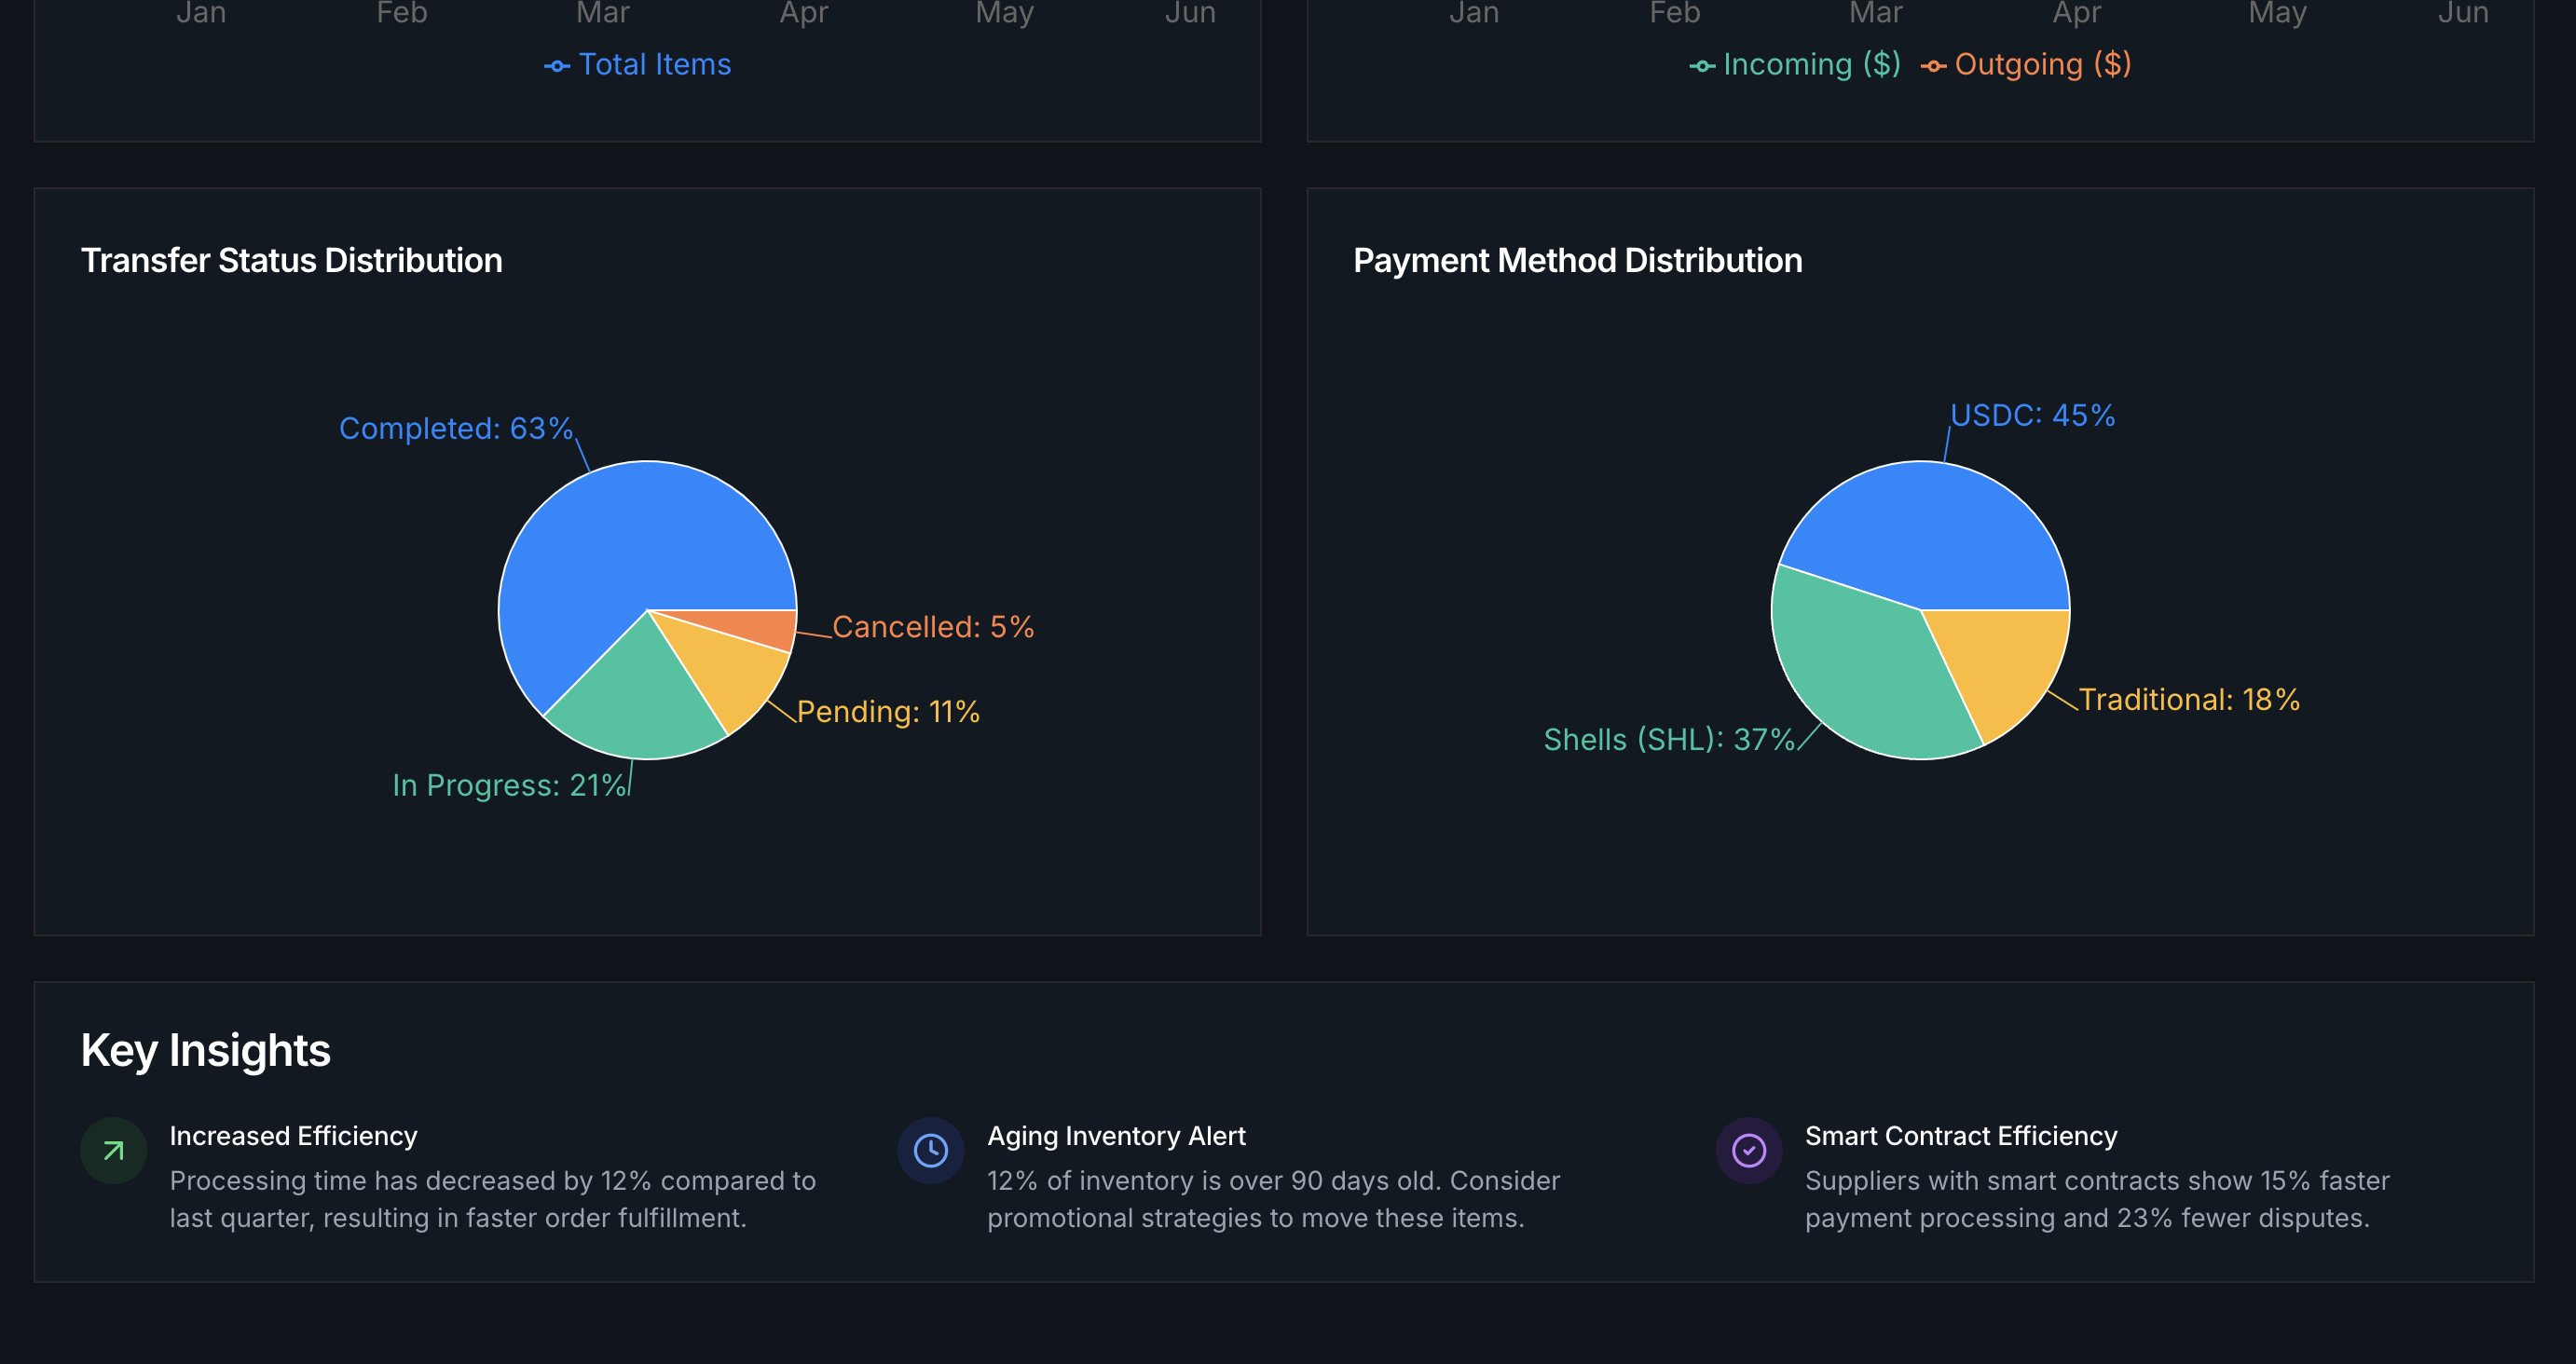 Jan Feb Mar Apr May Jun
Total Items
Jan Feb Mar Apr May Jun
Incoming ($) Outgoing ($)
Transfer Status Distribution
Completed: 63%
Cancelled: 5%
Pending: 11%
In Progress: 21%
Payment Method Distribution
USDC: 45%
Traditional: 18%
Shells (SHL): 37%
Key Insights
Increased Efficiency
Processing time has decreased by 12% compared to
last quarter, resulting in faster order fulfillment.
Aging Inventory Alert
12% of inventory is over 90 days old. Consider
promotional strategies to move these items.
Smart Contract Efficiency
Suppliers with smart contracts show 15% faster
payment processing and 23% fewer disputes.